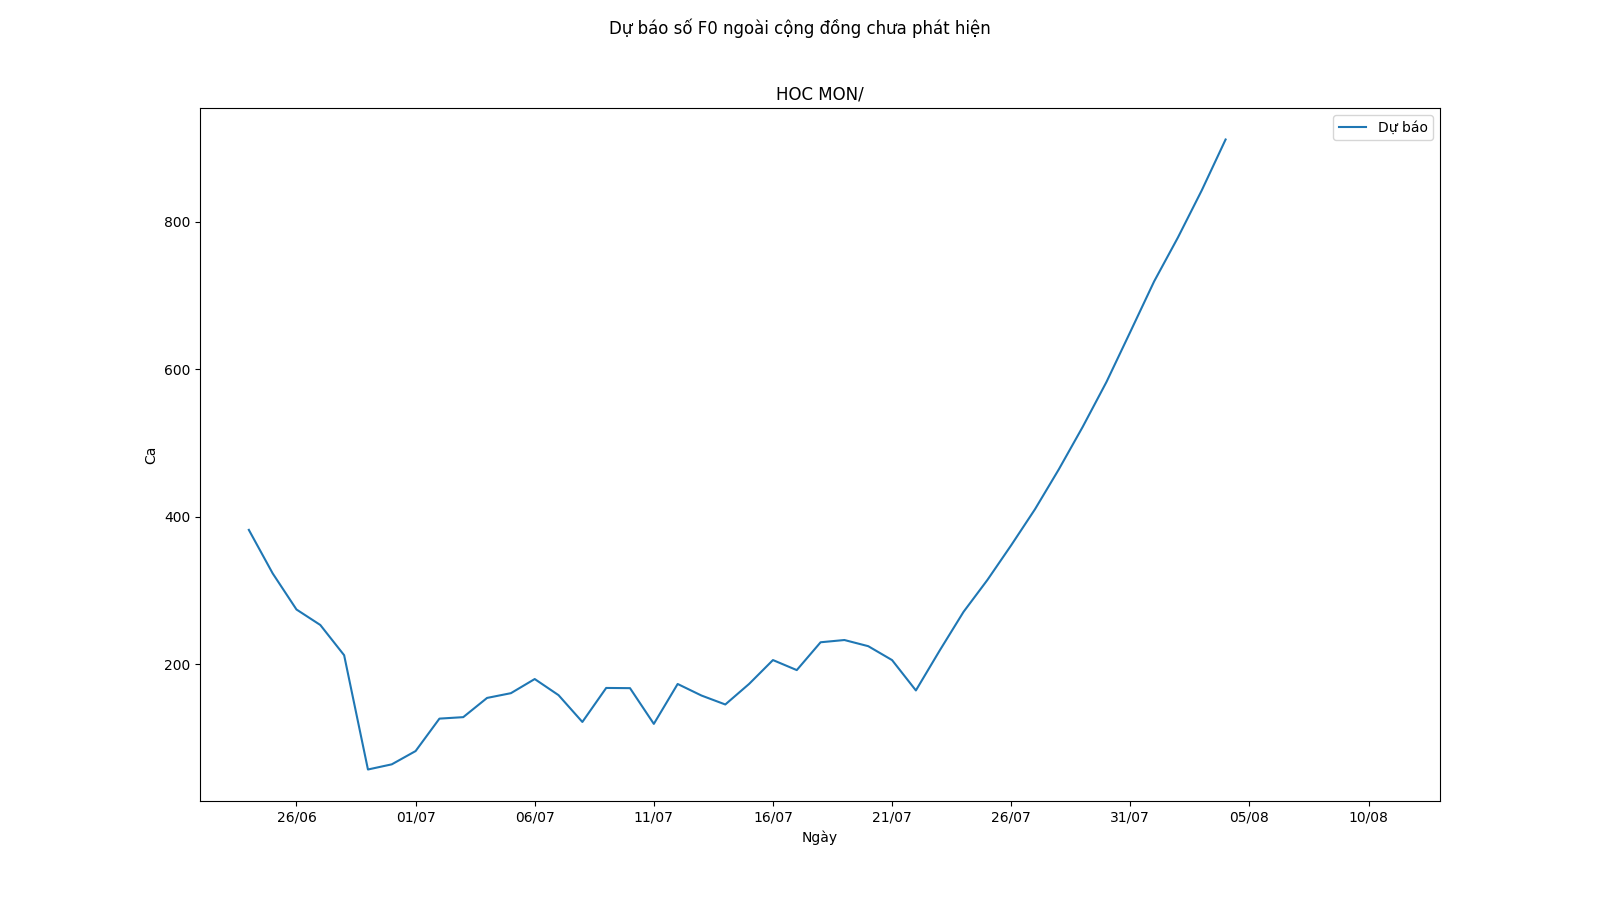 Dự báo số F0 ngoài cộng đồng chưa phát hiện
HOC MON/
Dự báo
800
600
400
200
Ca
26/06
01/07
06/07
11/07
16/07
21/07
26/07
31/07
05/08
10/08
Ngày